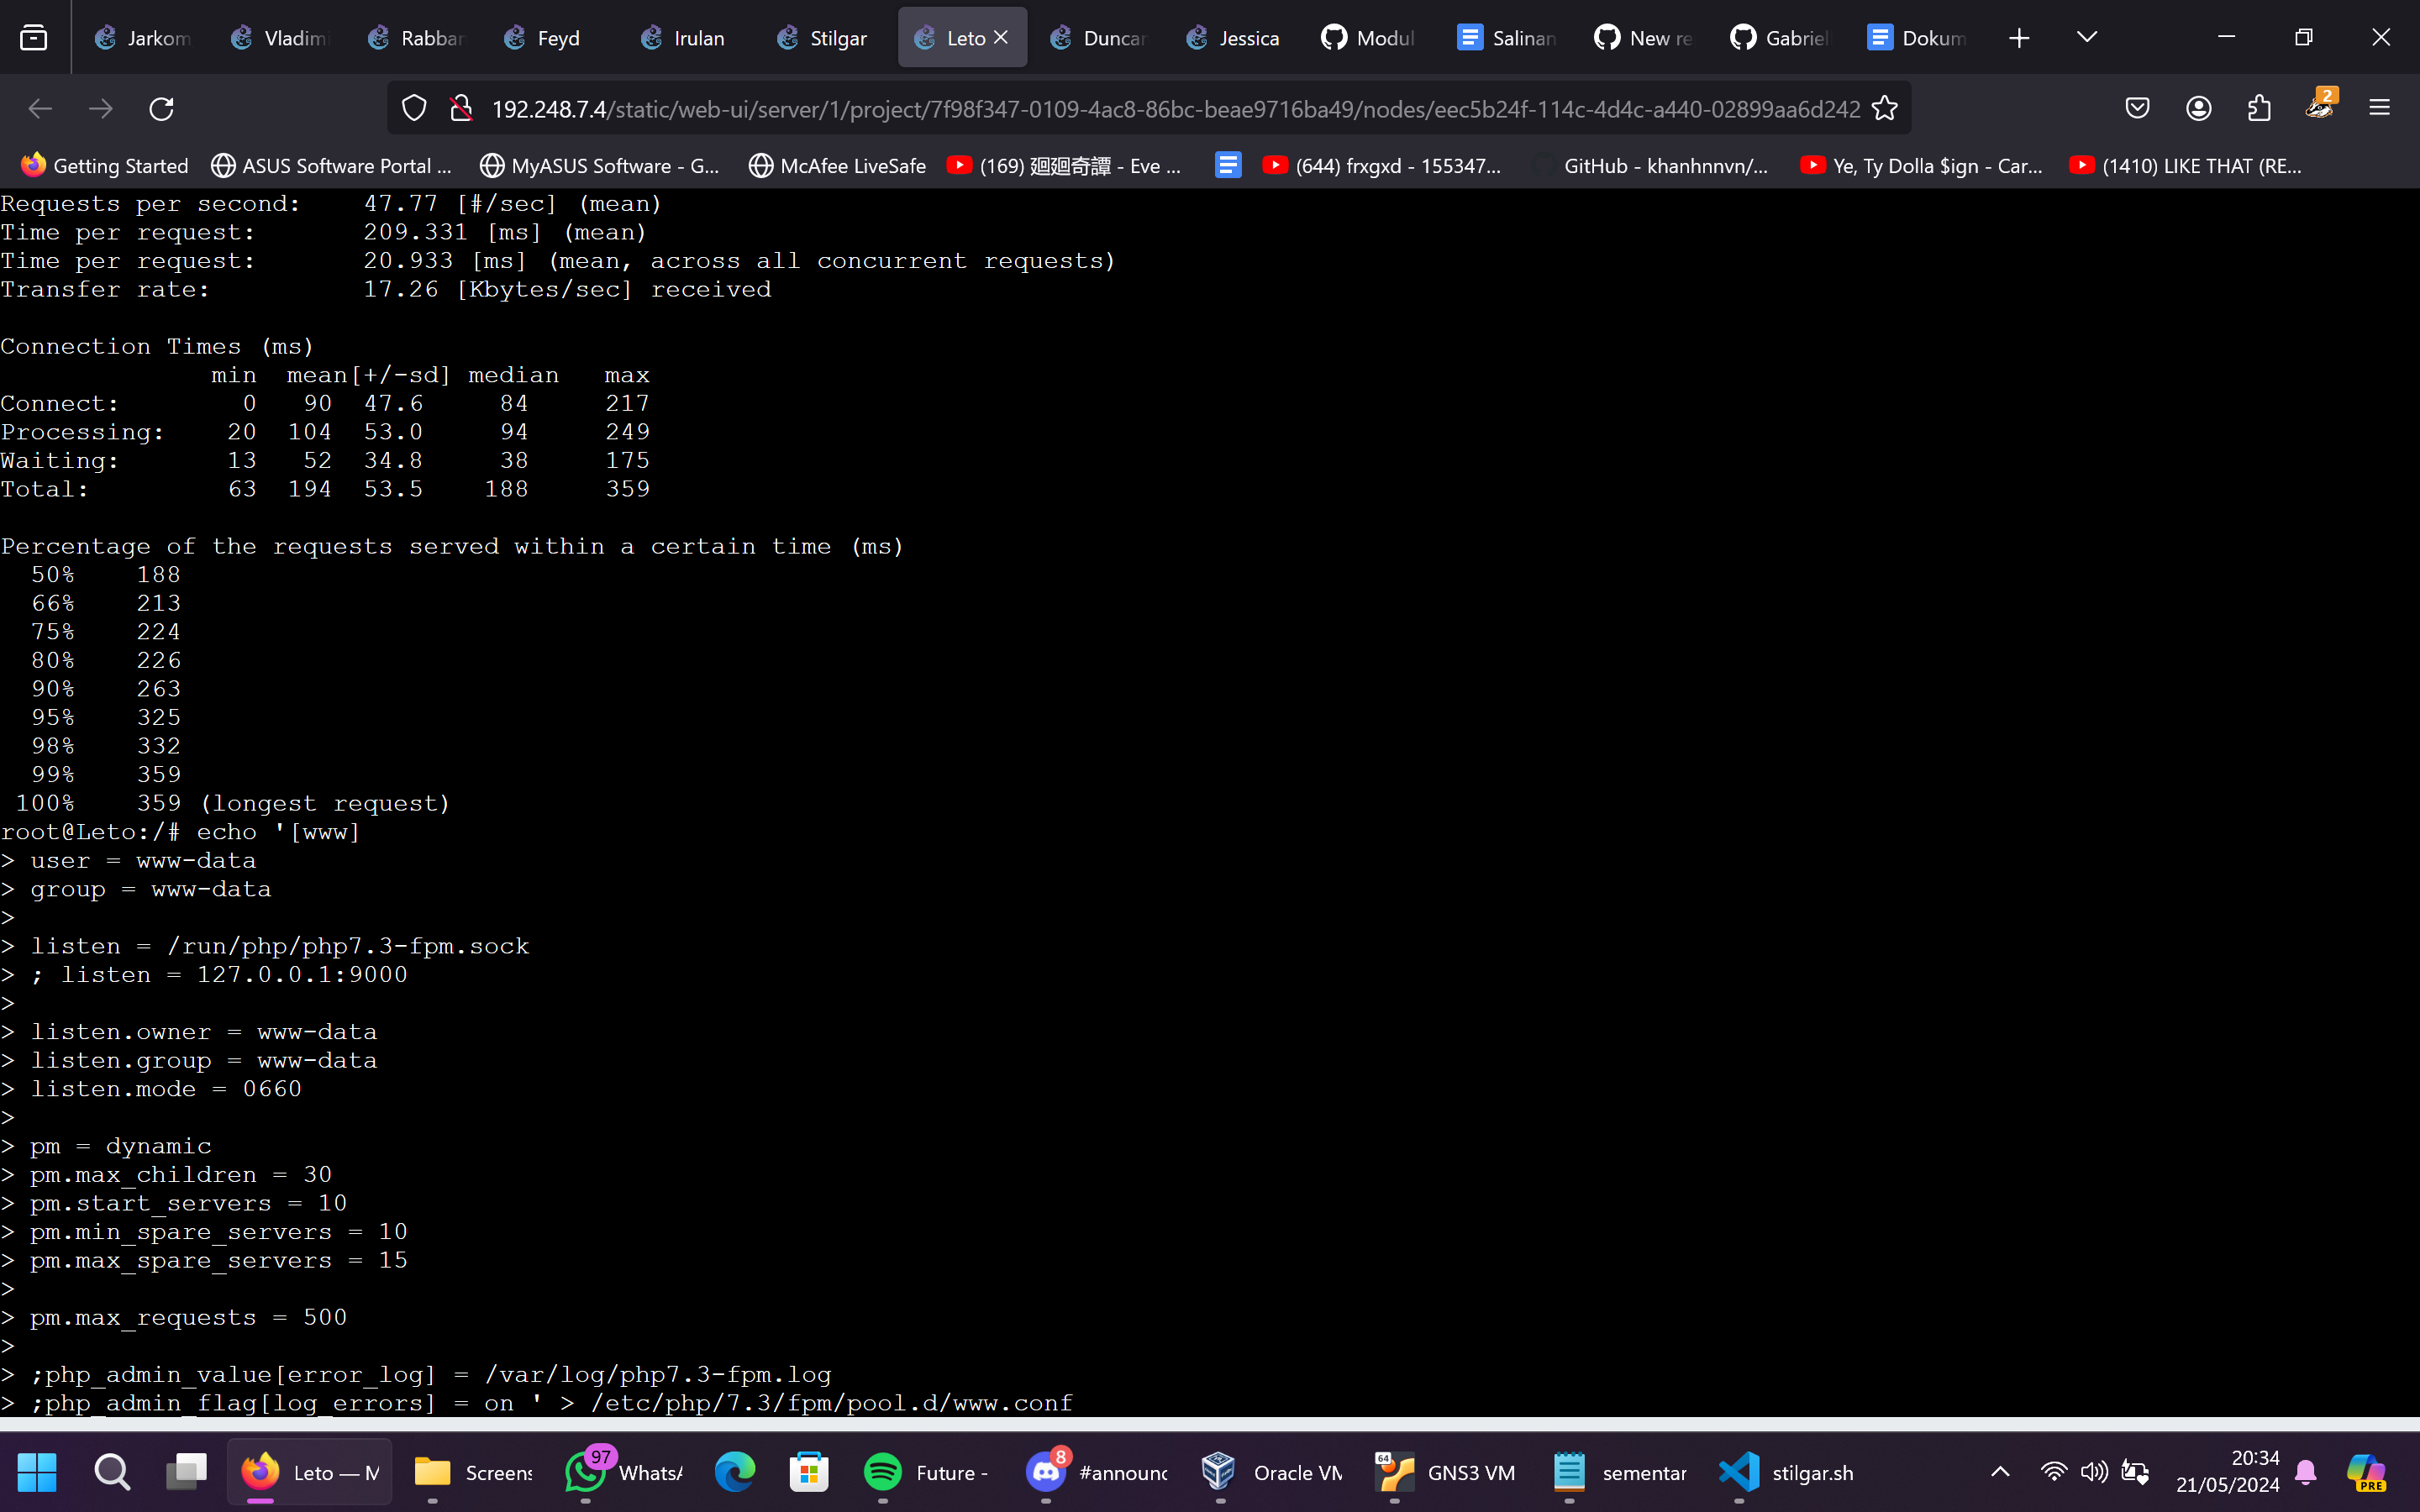 Jarkom Vladimi Rabban Feyd Irulan Stilgar Leto Duncan Jessica Modul Salinan New re Gabriel Dokum
192.248.7.4/static/web-ui/server/1/project/7f98f347-0109-4ac8-86bc-beae9716ba49/nodes/eec5b24f-114c-4d4c-a440-02899aa6d242 2
Getting Started ASUS Software Portal ... MyASUS Software - G... McAfee LiveSafe (169) 廻廻奇譚 - Eve ... (644) frxgxd - 155347... GitHub - khanhnnvn/... Ye, Ty Dolla $ign - Car... (1410) LIKE THAT (RE...
Requests per second:    47.77 [#/sec] (mean)
Time per request:       209.331 [ms] (mean)
Time per request:       20.933 [ms] (mean, across all concurrent requests)
Transfer rate:          17.26 [Kbytes/sec] received
Connection Times (ms)
              min  mean[+/-sd] median   max
Connect:        0   90  47.6     84     217
Processing:    20  104  53.0     94     249
Waiting:       13   52  34.8     38     175
Total:         63  194  53.5    188     359
Percentage of the requests served within a certain time (ms)
  50%    188
  66%    213
  75%    224
  80%    226
  90%    263
  95%    325
  98%    332
  99%    359
 100%    359 (longest request)
root@Leto:/# echo '[www]
> user = www-data
> group = www-data
>
> listen = /run/php/php7.3-fpm.sock
> ; listen = 127.0.0.1:9000
>
> listen.owner = www-data
> listen.group = www-data
> listen.mode = 0660
>
> pm = dynamic
> pm.max_children = 30
> pm.start_servers = 10
> pm.min_spare_servers = 10
> pm.max_spare_servers = 15
>
> pm.max_requests = 500
>
> ;php_admin_value[error_log] = /var/log/php7.3-fpm.log
> ;php_admin_flag[log_errors] = on ' > /etc/php/7.3/fpm/pool.d/www.conf
Leto — M Screens 97 WhatsA Future - 8 #announc Oracle VM 64 GNS3 VM sementar stilgar.sh 20:34 PRE
21/05/2024